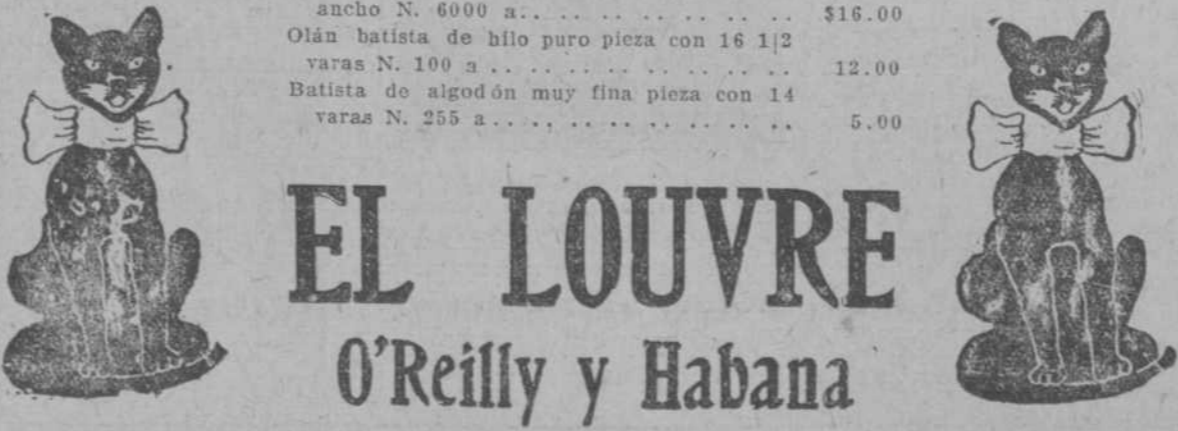 ancho N. 6000 a.. .. .. .. .. .. .. .. $16.00
Olán batista de hilo puro pieza con 16 1|2
varas N. 100 a .. .. .. .. .. .. .. .. 12.00
Batista de algodón muy fina pieza con 14
varas N. 255 a .. .. .. .. .. .. .. .. 5.00
EL LOUVRE
O'Reilly y Habana